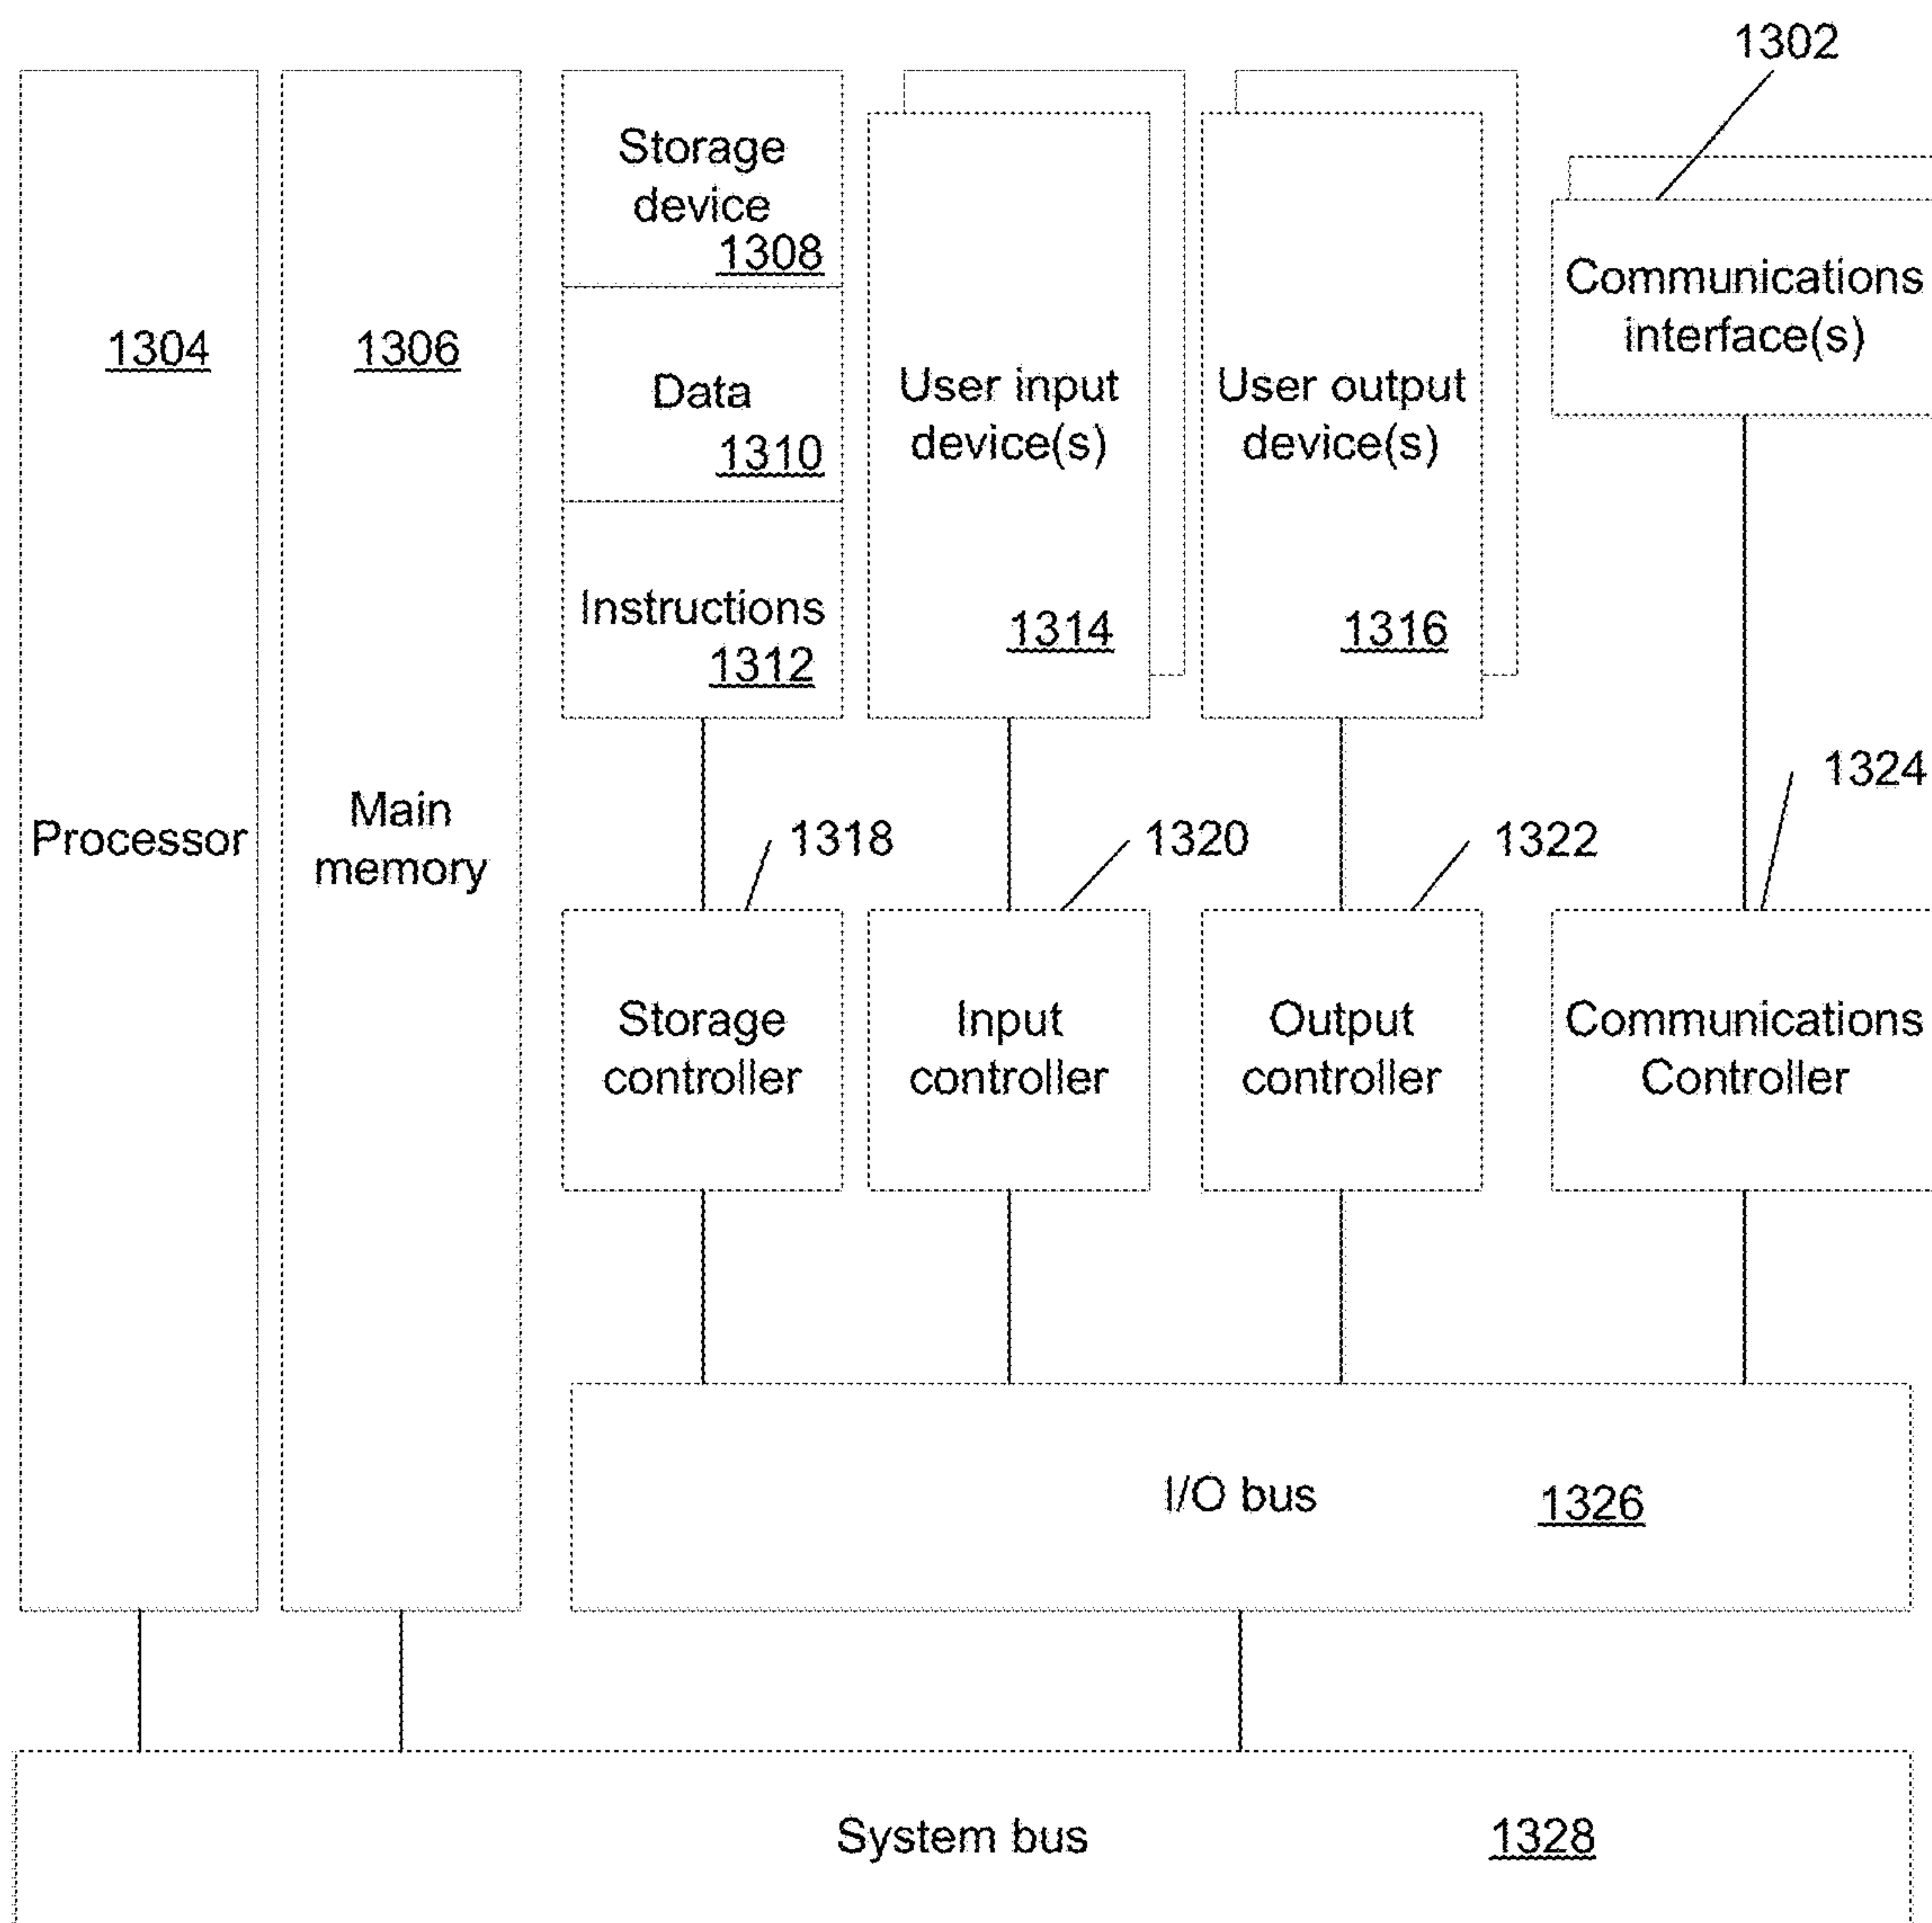 1302
Storage
device
1308
Communications
interface(s)
1304
1306
Data
1310
User input
device(s)
User output
device(s)
Instructions
1312
1314
1316
1324
Processor
Main
memory
1318
1320
1322
Storage
controller
Input
controller
Output
controller
Communications
Controller
I/O bus
1326
System bus
1328